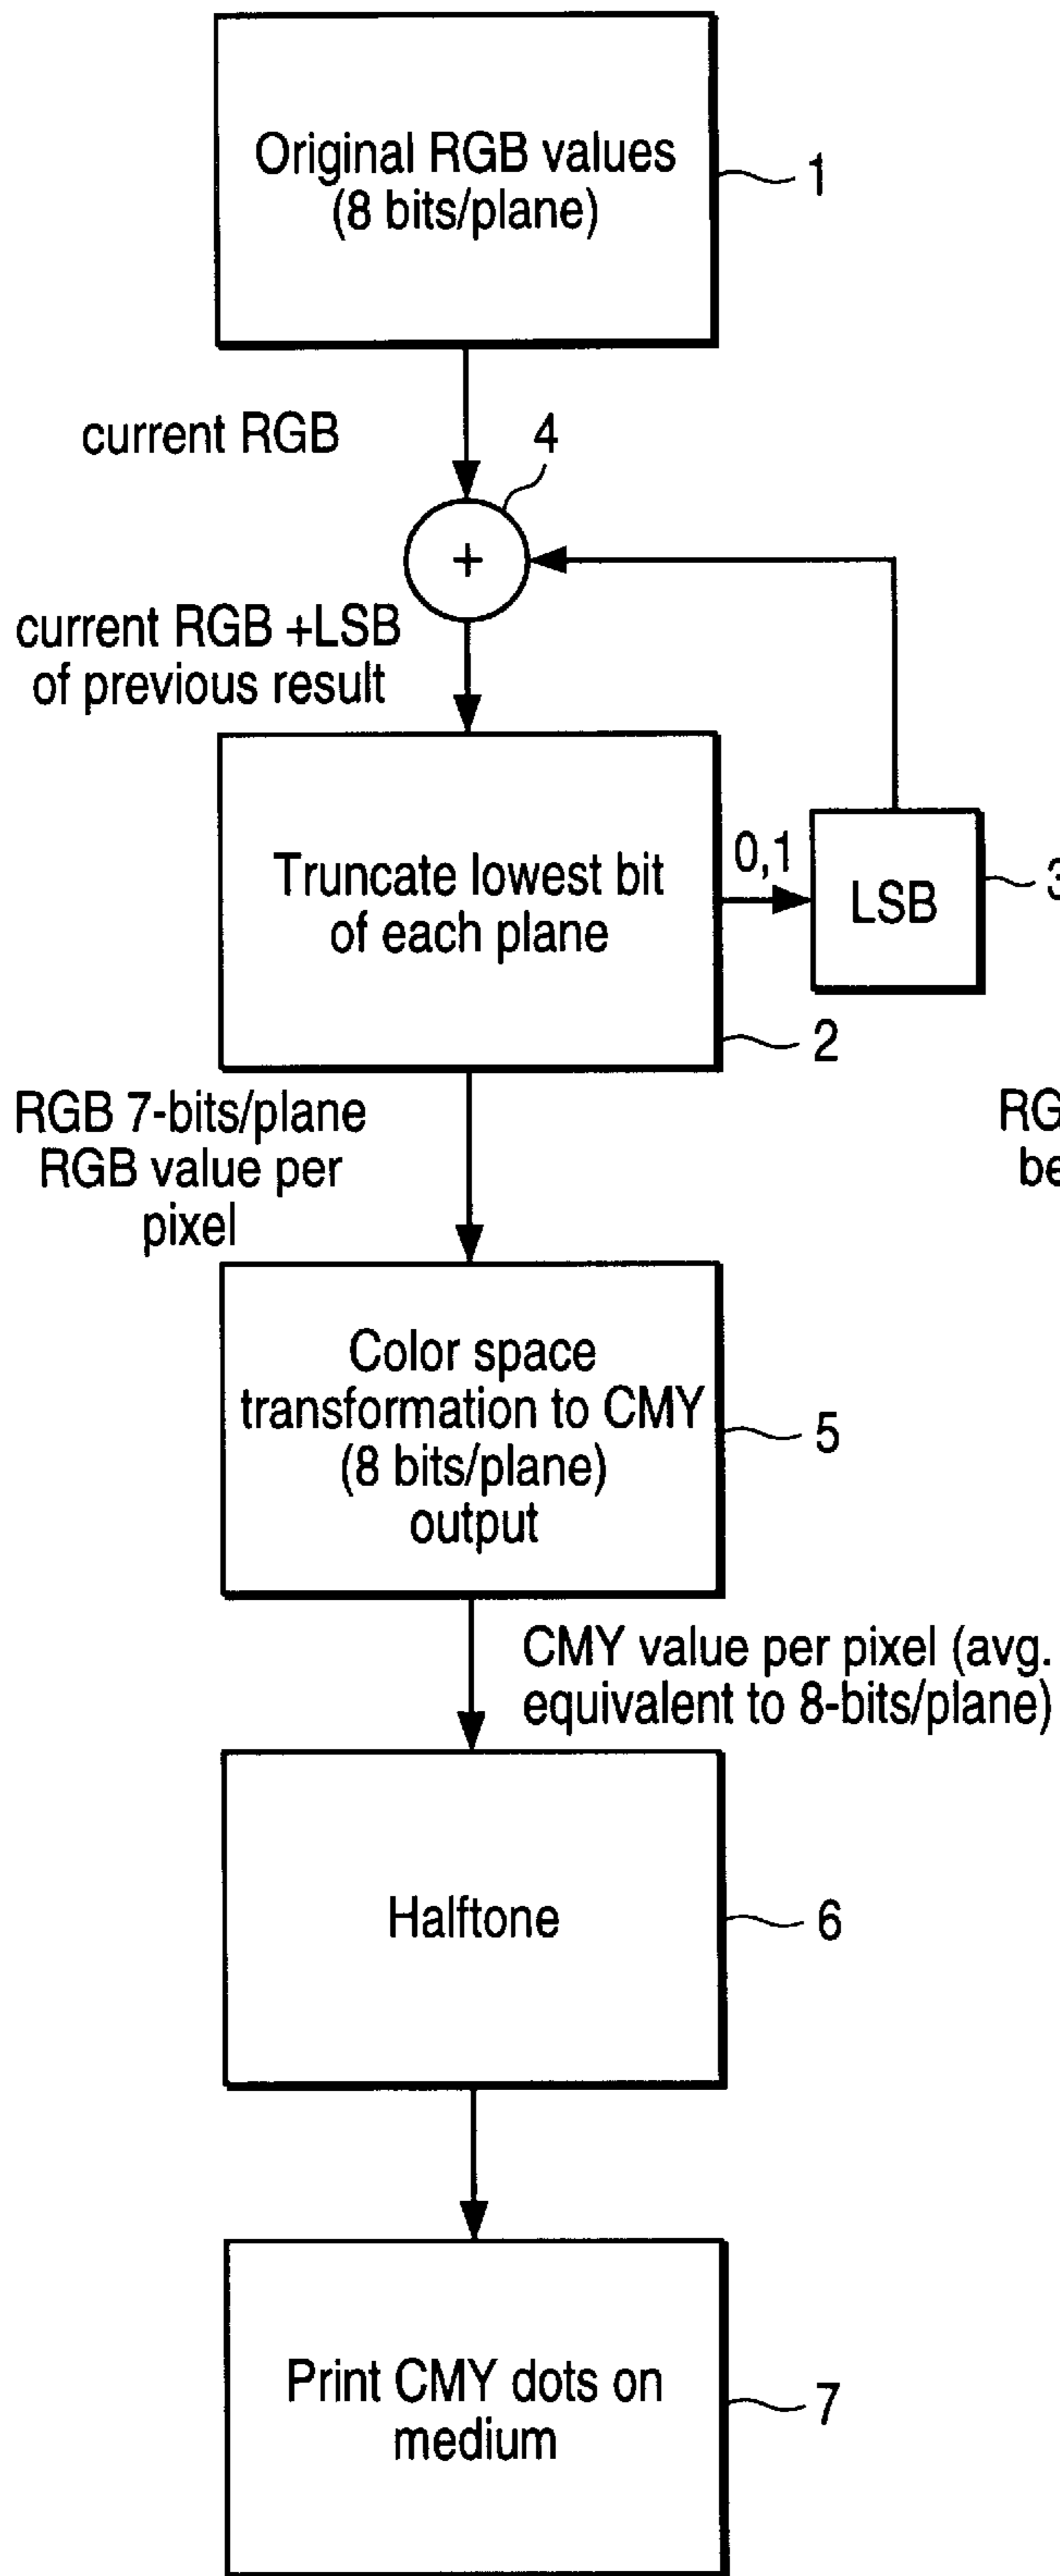 Original RGB values
(8 bits/plane)
1
current RGB
4
+
current RGB +LSB
of previous result
Truncate lowest bit
of each plane
0,1
LSB
3
2
RGB 7-bits/plane
RGB value per
pixel
RG
be
Color space
transformation to CMY
(8 bits/plane)
output
5
CMY value per pixel (avg.
equivalent to 8-bits/plane)
Halftone
6
Print CMY dots on
medium
7